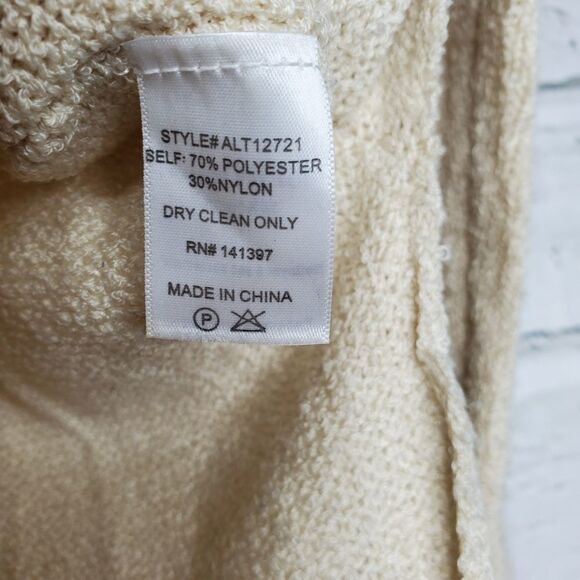 STYLE# ALT12721
SELF: 70% POLYESTER
30%NYLON
DRY CLEAN ONLY
RN# 141397
MADE IN CHINA
P